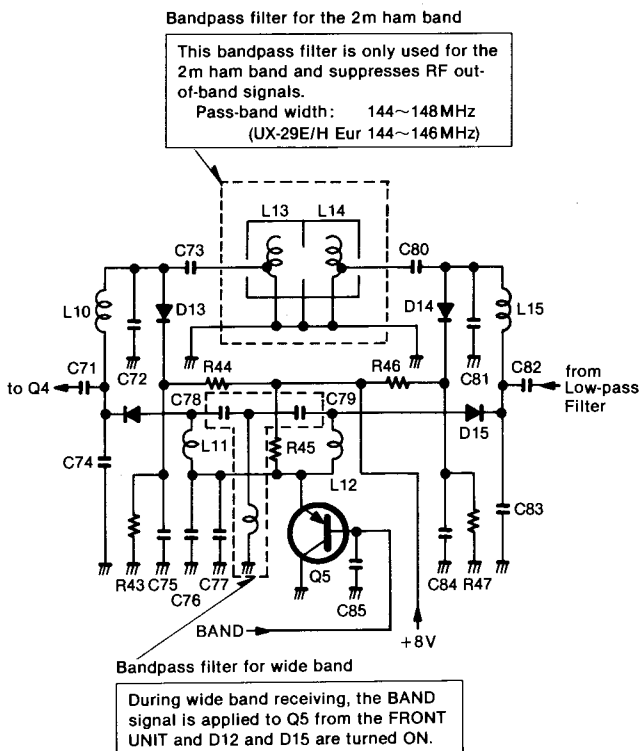 Bandpass filter for the 2m ham band
This bandpass filter is only used for the
2m ham band and suppresses RF out-
of-band signals.
Pass-band width: 144~148 MHz
(UX-29E/H Eur 144~146 MHz)
L13 L14
C73 C80
L10 D13 D14 L15
C71 C72 R44 R46 C81 C82 from
Low-pass
Filter
to Q4
C78 C79
D15
C74 L11 R45 L12 C83
R43 C75 C76 C77 Q5 C85 C84 R47
BAND +8V
Bandpass filter for wide band
During wide band receiving, the BAND
signal is applied to Q5 from the FRONT
UNIT and D12 and D15 are turned ON.